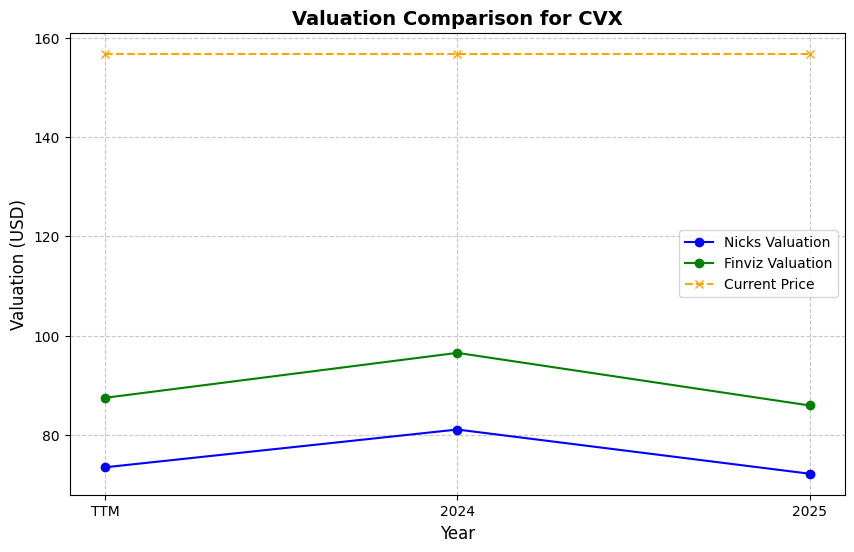 Valuation Comparison for CVX
Valuation (USD)
160
140
120
100
80
Nicks Valuation
Finviz Valuation
Current Price
TTM
2024
2025
Year